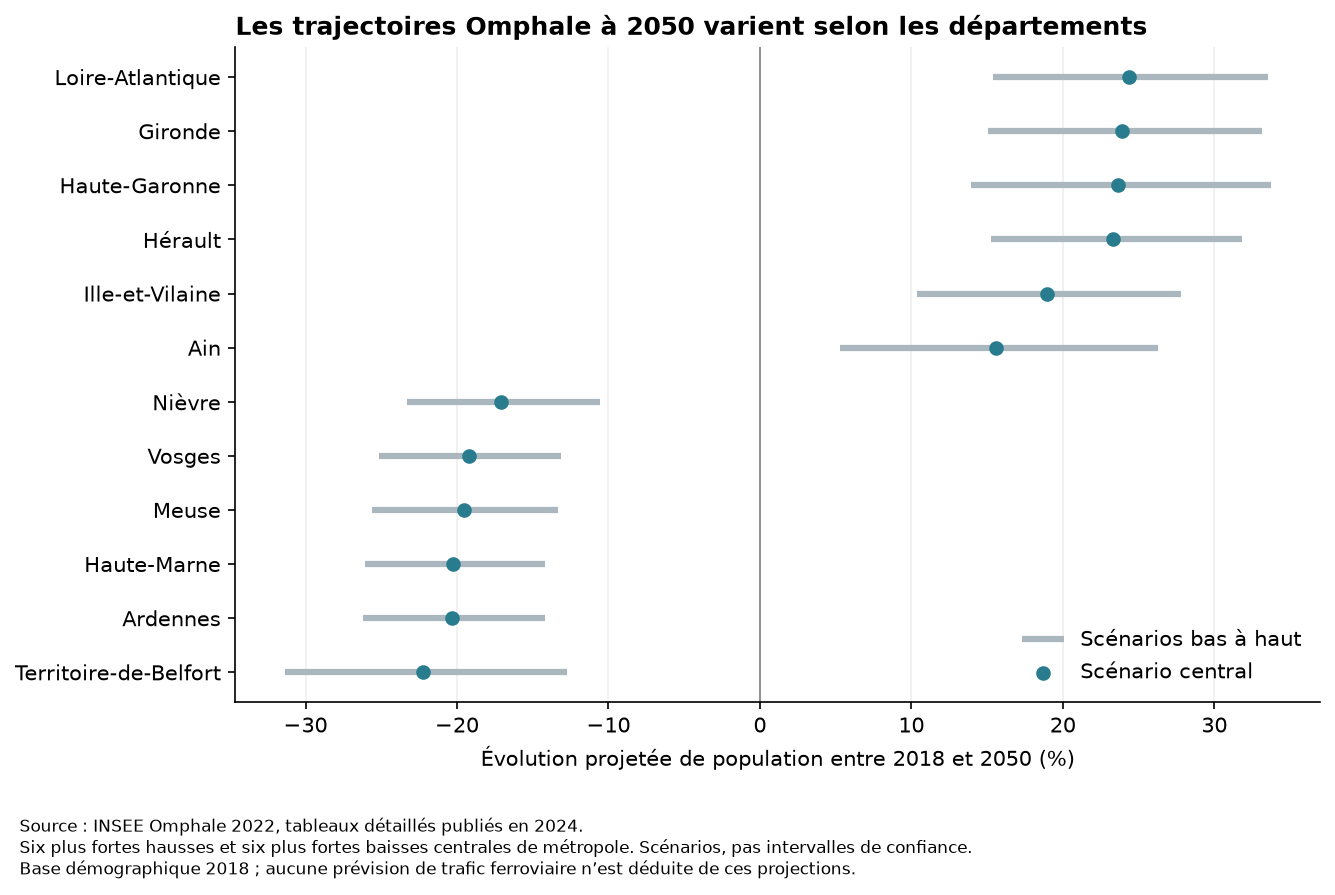 Les trajectoires Omphale à 2050 varient selon les départements
Loire-Atlantique
Gironde
Haute-Garonne
Hérault
Ille-et-Vilaine
Ain
Nièvre
Vosges
Meuse
Haute-Marne
Ardennes
Territoire-de-Belfort
Scénarios bas à haut
Scénario central
−30 −20 −10 0 10 20 30
Évolution projetée de population entre 2018 et 2050 (%)
Source : INSEE Omphale 2022, tableaux détaillés publiés en 2024.
Six plus fortes hausses et six plus fortes baisses centrales de métropole. Scénarios, pas intervalles de confiance.
Base démographique 2018 ; aucune prévision de trafic ferroviaire n’est déduite de ces projections.